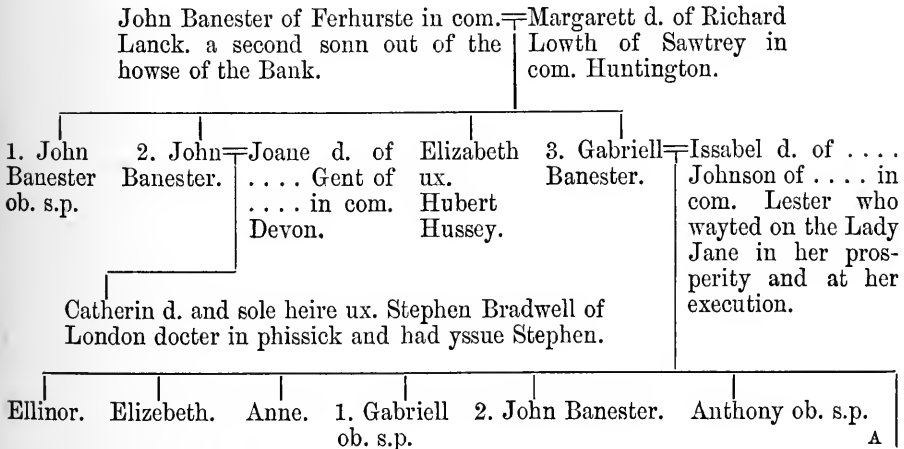 John Banester of Ferhurste in com.
Lanck. a second sonn out of the
howse of the Bank.
Margarett d. of Richard
Lowth of Sawtrey in
com. Huntington.
1. John
Banester
ob. s.p.
2. John
Banester.
Joane d. of
. . . . Gent of
. . . . in com.
Devon.
Elizabeth
ux.
Hubert
Hussey.
3. Gabriell
Banester.
Issabel d. of . . . .
Johnson of . . . . in
com. Lester who
wayted on the Lady
Jane in her pros-
perity and at her
execution.
Catherin d. and sole heire ux. Stephen Bradwell of
London docter in phissick and had yssue Stephen.
Ellinor.
Elizebeth.
Anne.
1. Gabriell
ob. s.p.
2. John Banester.
Anthony ob. s.p.
A